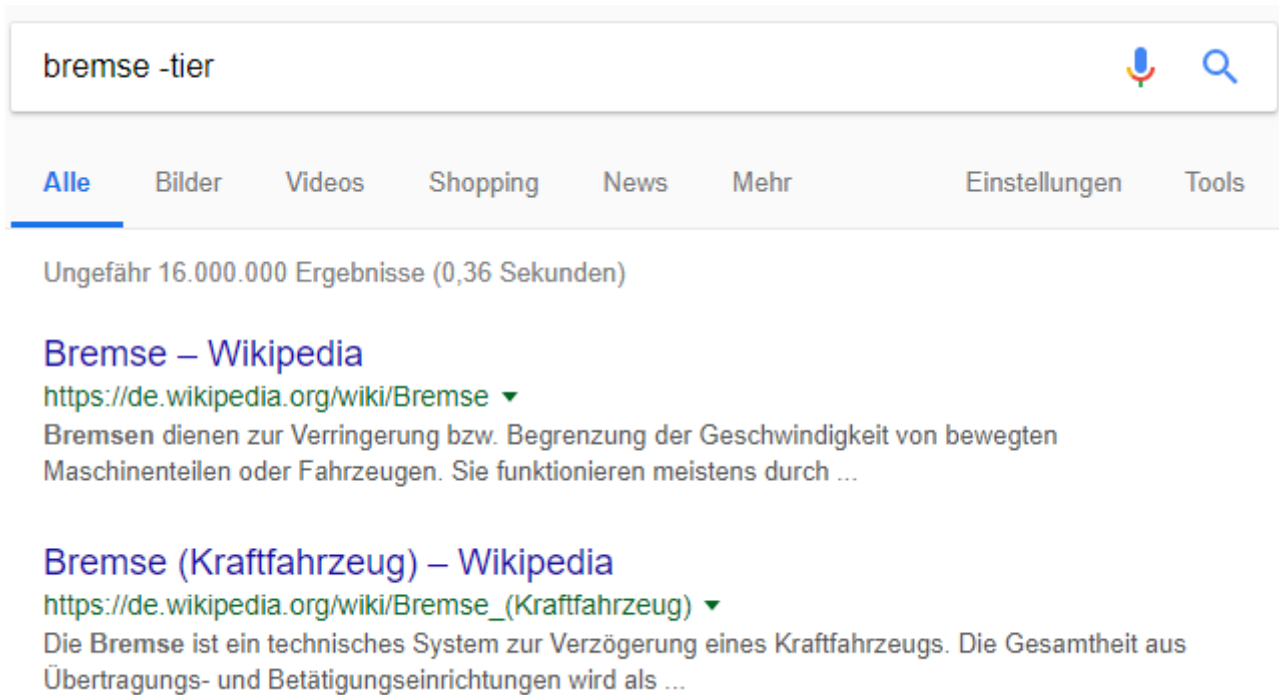 bremse -tier
Alle Bilder Videos Shopping News Mehr Einstellungen Tools
Ungefähr 16.000.000 Ergebnisse (0,36 Sekunden)
Bremse – Wikipedia
https://de.wikipedia.org/wiki/Bremse
Bremsen dienen zur Verringerung bzw. Begrenzung der Geschwindigkeit von bewegten
Maschinenteilen oder Fahrzeugen. Sie funktionieren meistens durch ...
Bremse (Kraftfahrzeug) – Wikipedia
https://de.wikipedia.org/wiki/Bremse_(Kraftfahrzeug)
Die Bremse ist ein technisches System zur Verzögerung eines Kraftfahrzeugs. Die Gesamtheit aus
Übertragungs- und Betätigungseinrichtungen wird als ...